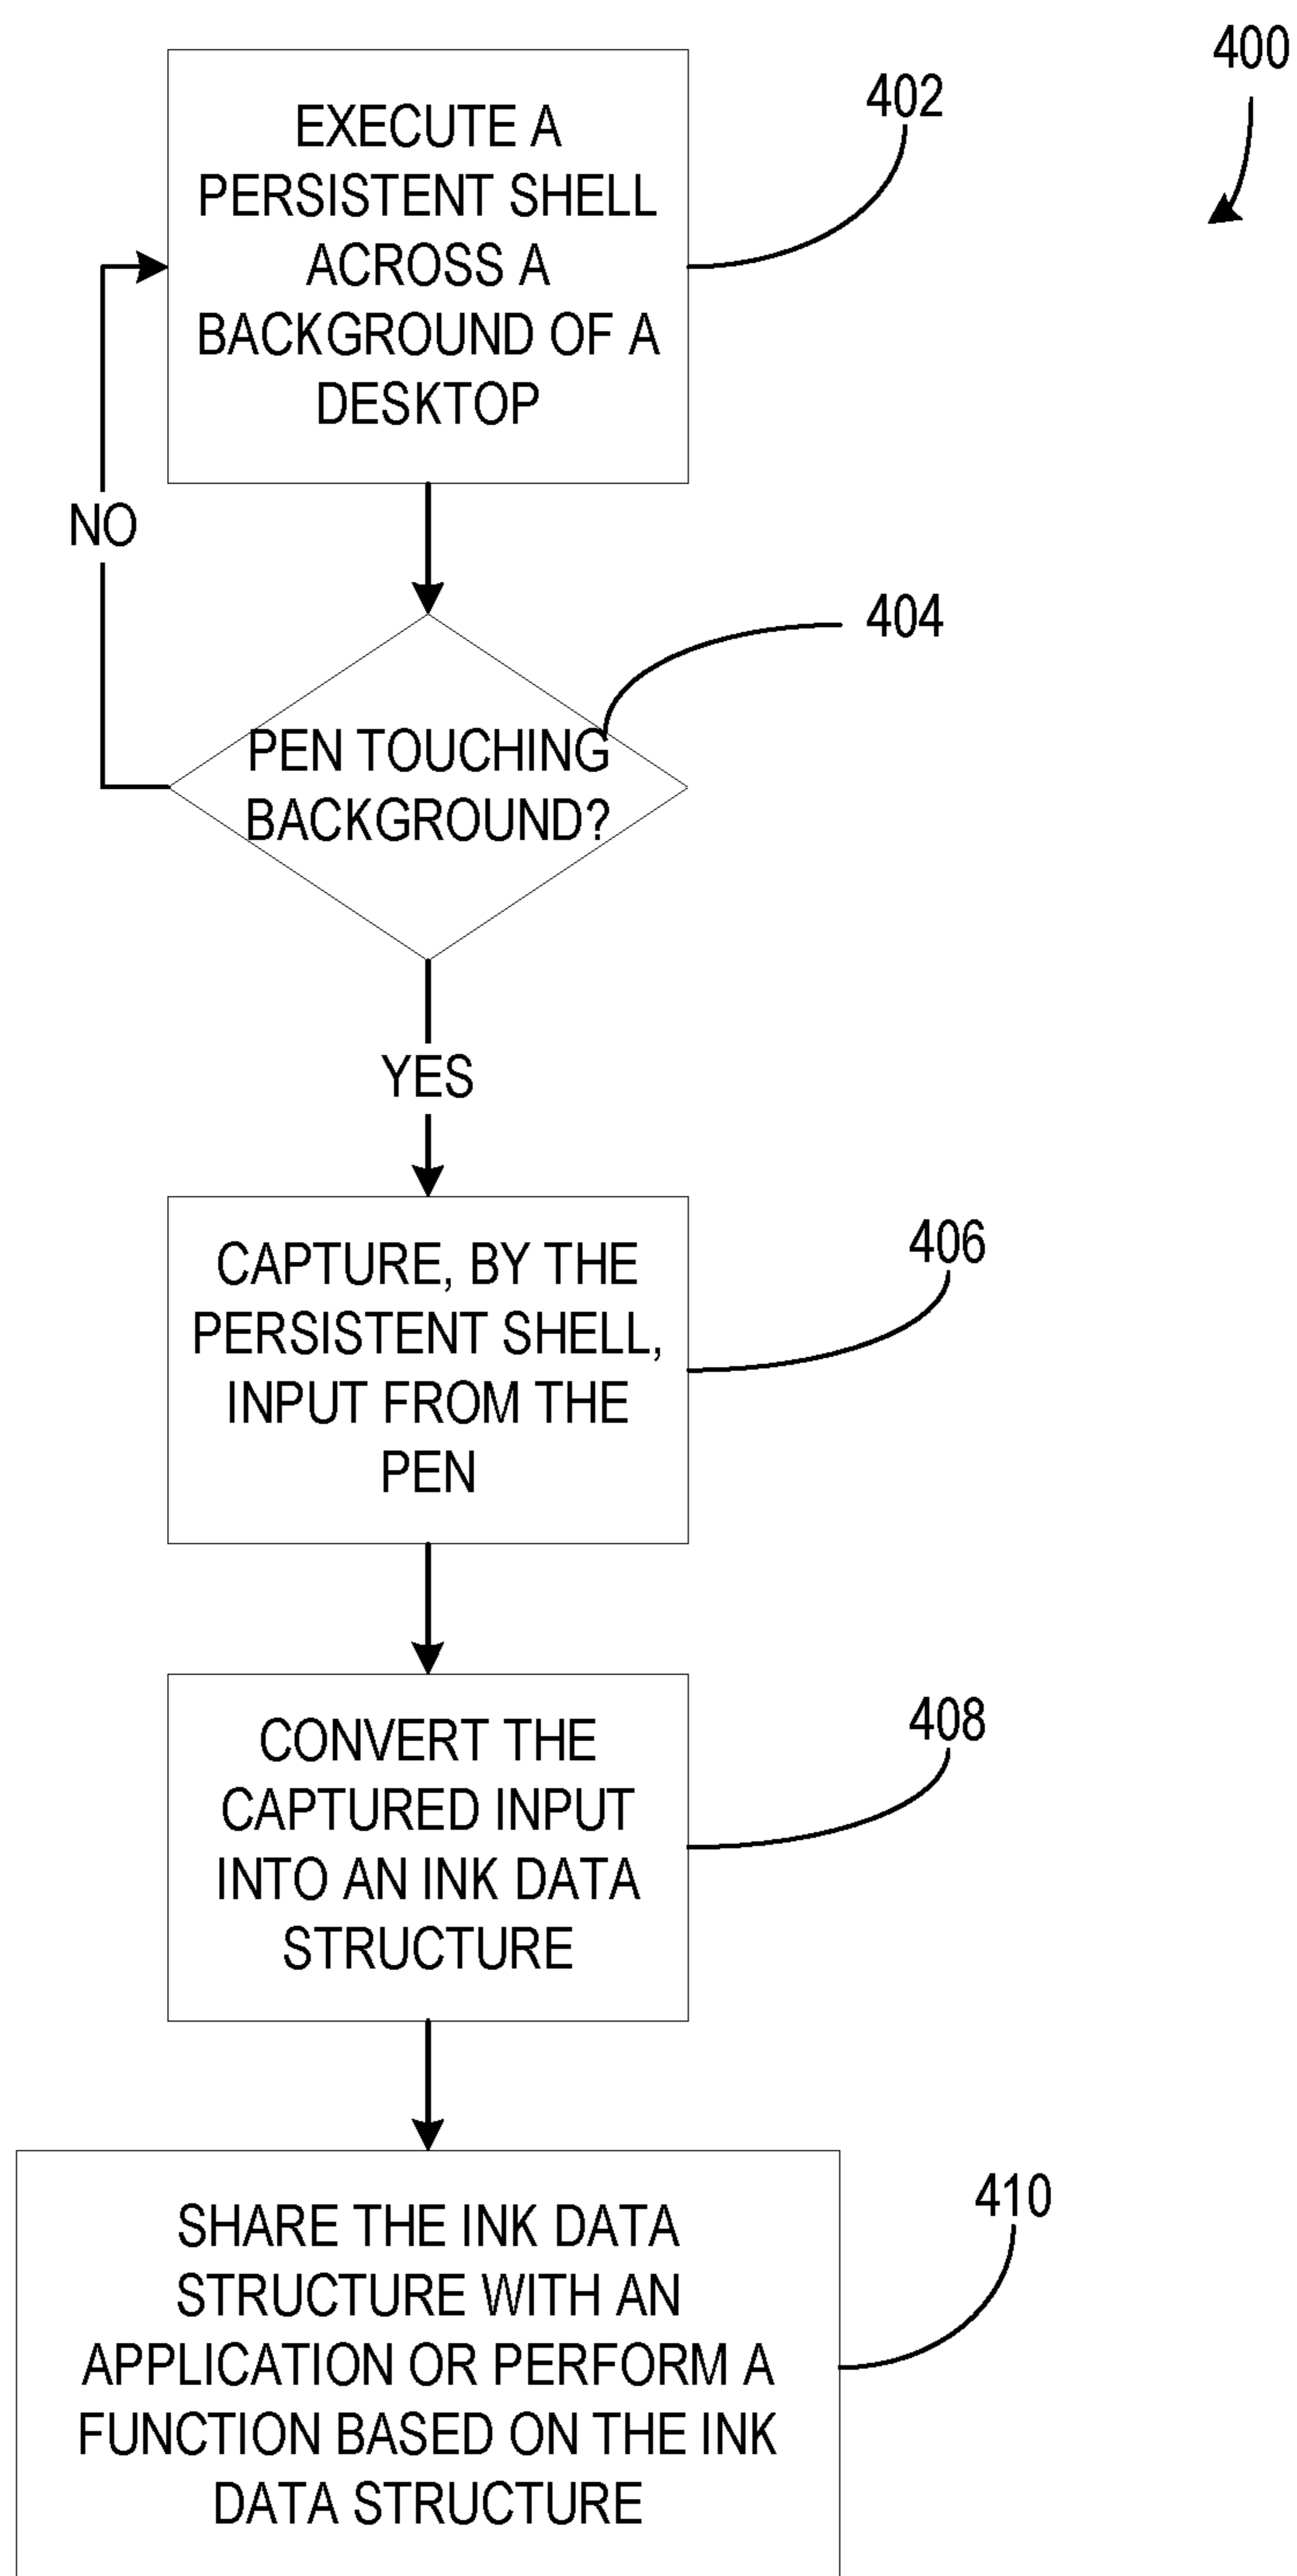 400
402
EXECUTE A
PERSISTENT SHELL
ACROSS A
BACKGROUND OF A
DESKTOP
NO
404
PEN TOUCHING
BACKGROUND?
YES
406
CAPTURE, BY THE
PERSISTENT SHELL,
INPUT FROM THE
PEN
408
CONVERT THE
CAPTURED INPUT
INTO AN INK DATA
STRUCTURE
410
SHARE THE INK DATA
STRUCTURE WITH AN
APPLICATION OR PERFORM A
FUNCTION BASED ON THE INK
DATA STRUCTURE